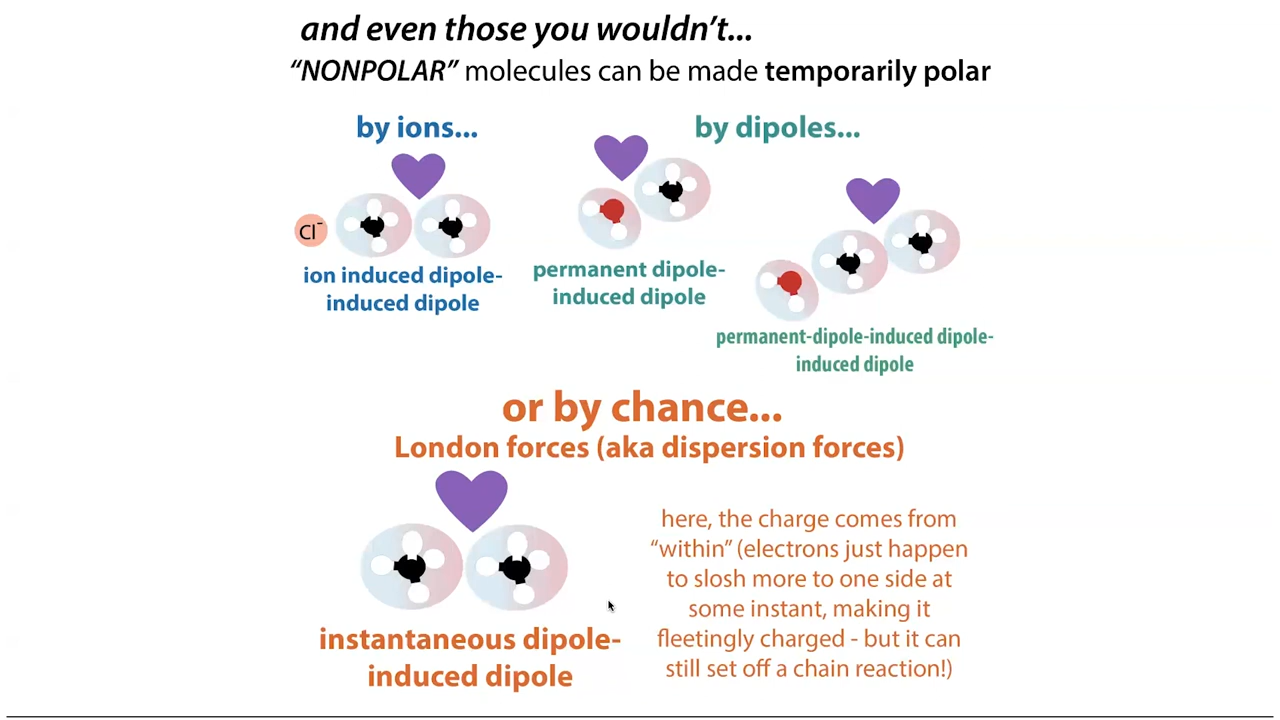 and even those you wouldn't...
"NONPOLAR" molecules can be made temporarily polar
by ions...
Cl⁻
ion induced dipole-
induced dipole
by dipoles...
permanent dipole-
induced dipole
permanent-dipole-induced dipole-
induced dipole
or by chance...
London forces (aka dispersion forces)
instantaneous dipole-
induced dipole
here, the charge comes from
“within” (electrons just happen
to slosh more to one side at
some instant, making it
fleetingly charged - but it can
still set off a chain reaction!)